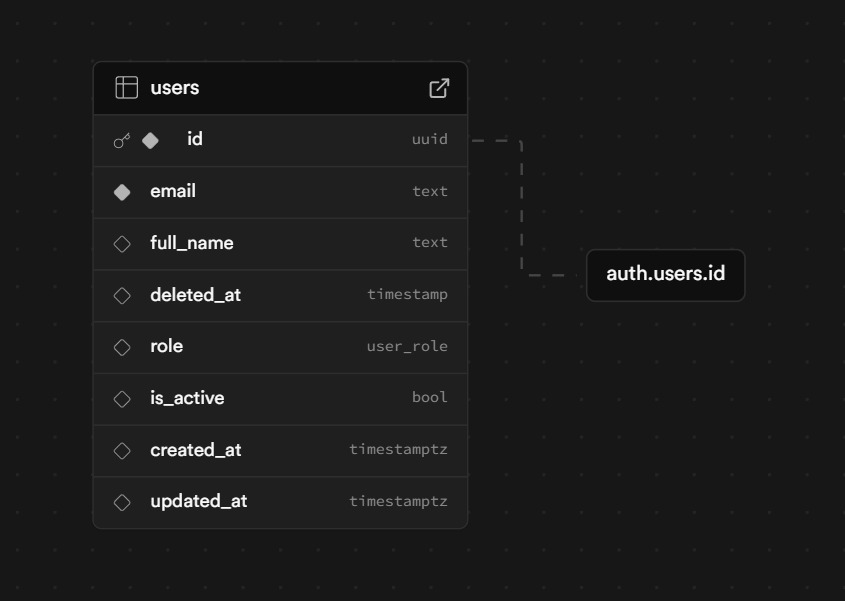 users
id uuid
email text
full_name text
deleted_at timestamp
role user_role
is_active bool
created_at timestamptz
updated_at timestamptz
auth.users.id